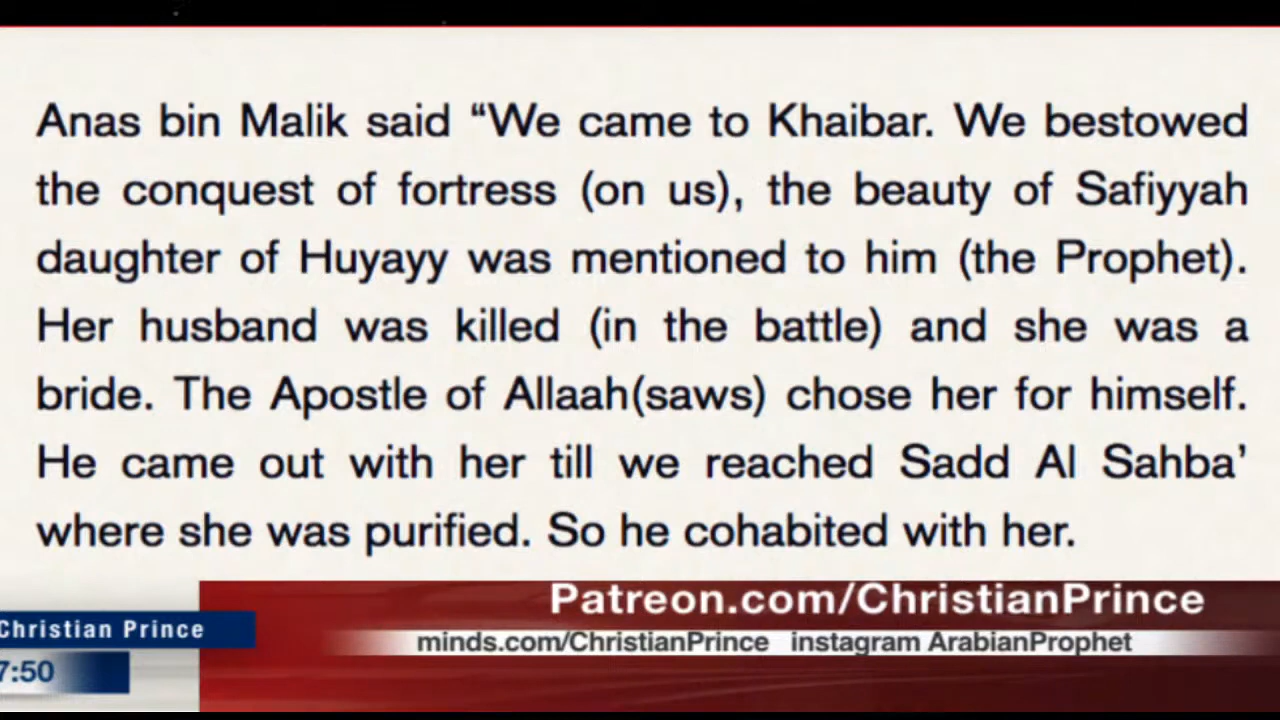 Anas bin Malik said “We came to Khaibar. We bestowed
the conquest of fortress (on us), the beauty of Safiyyah
daughter of Huyayy was mentioned to him (the Prophet).
Her husband was killed (in the battle) and she was a
bride. The Apostle of Allaah(saws) chose her for himself.
He came out with her till we reached Sadd Al Sahba’
where she was purified. So he cohabited with her.
Patreon.com/ChristianPrince
Christian Prince
minds.com/ChristianPrince instagram ArabianProphet
7:50